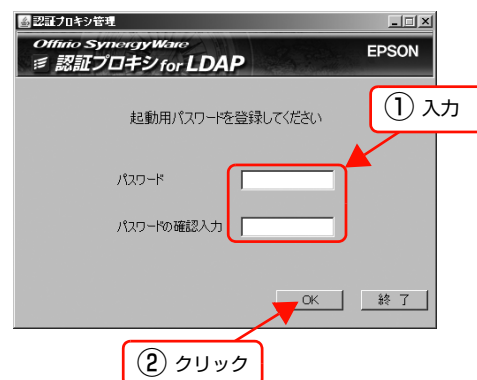 認証プロキシ管理
Offirio SynergyWare
認証プロキシ for LDAP
EPSON
起動用パスワードを登録してください
① 入力
パスワード
パスワードの確認入力
OK
終 了
② クリック